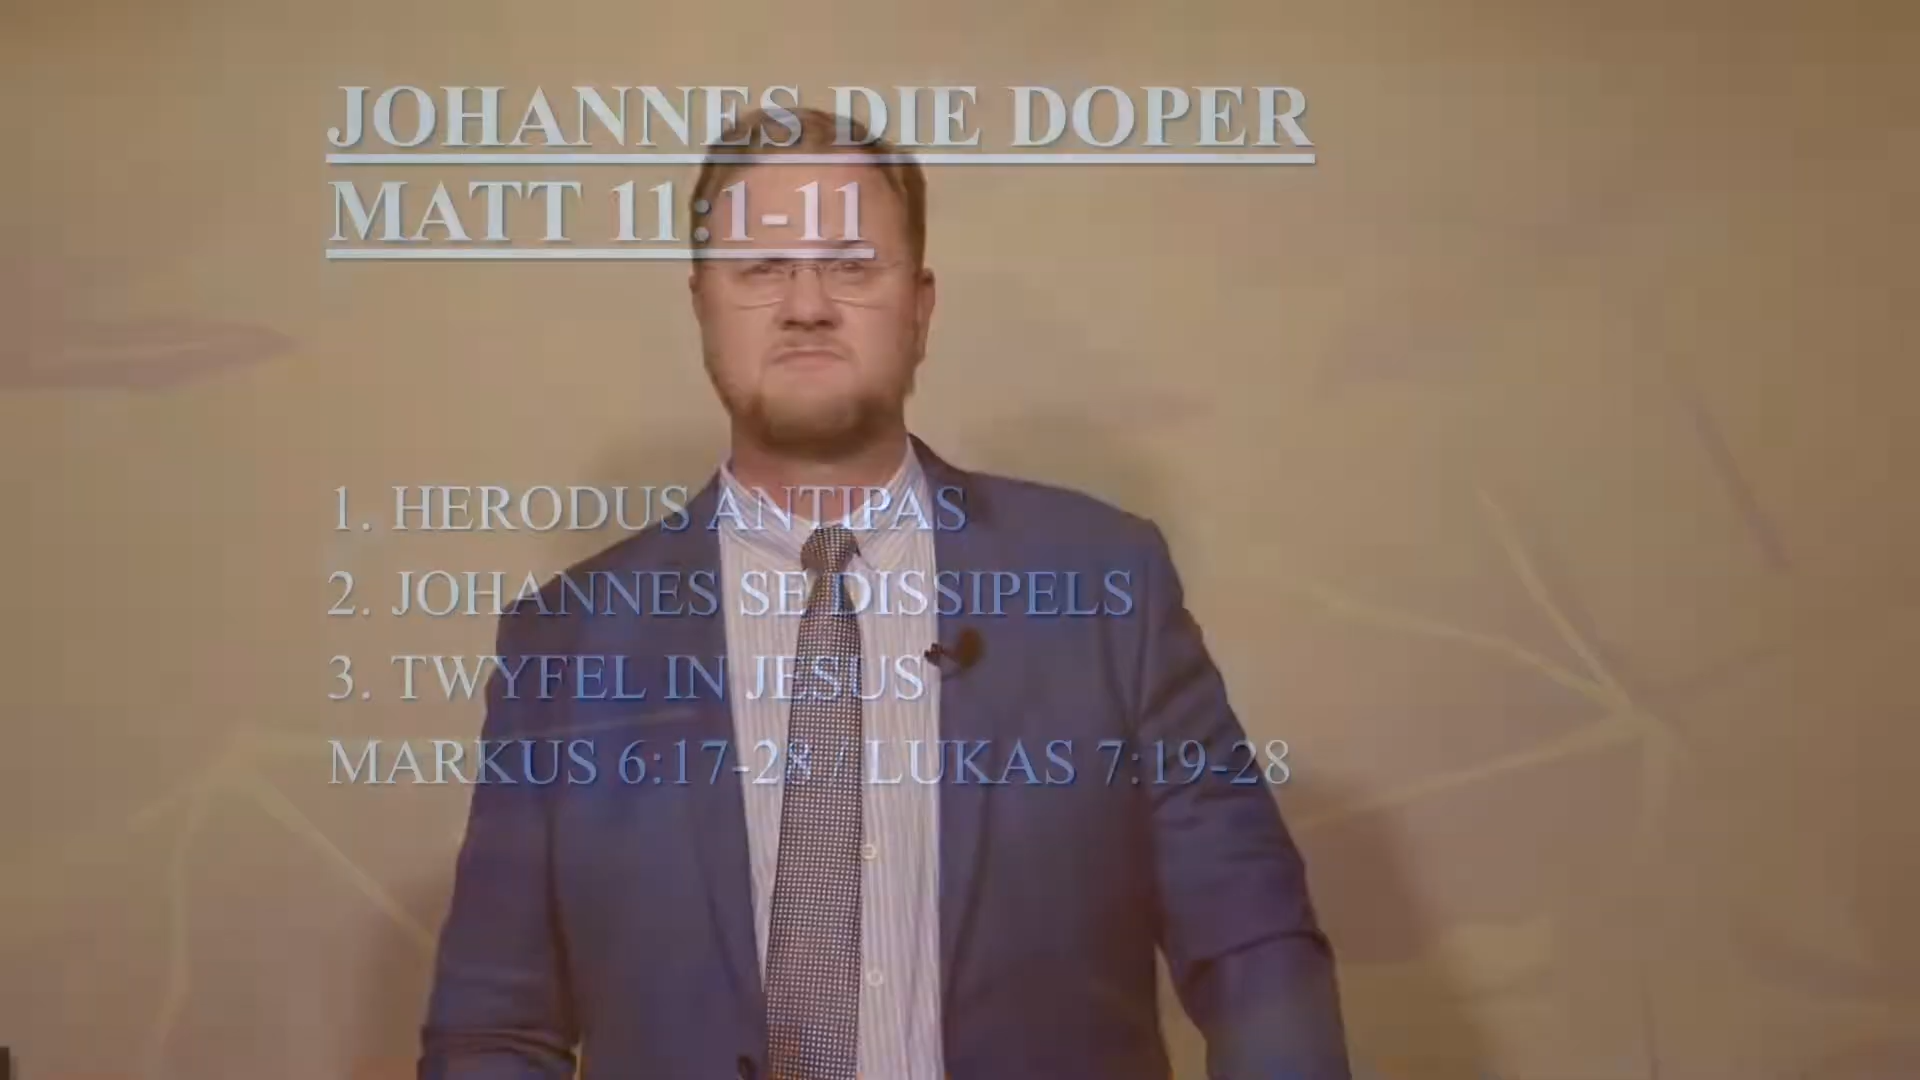 JOHANNES DIE DOPER
MATT 11:1-11
1. HERODUS ANTIPAS
2. JOHANNES SE DISSIPELS
3. TWYFEL IN JESUS
MARKUS 6:17-28 / LUKAS 7:19-28